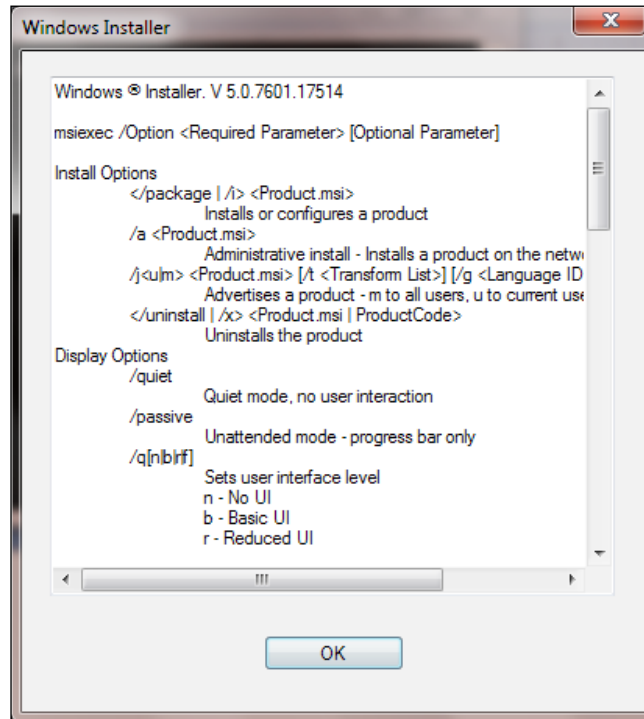 Windows Installer
Windows ® Installer. V 5.0.7601.17514
msiexec /Option <Required Parameter> [Optional Parameter]
Install Options
</package | /i> <Product.msi>
Installs or configures a product
/a <Product.msi>
Administrative install - Installs a product on the netw
/j<u|m> <Product.msi> [/t <Transform List>] [/g <Language ID
Advertises a product - m to all users, u to current use
</uninstall | /x> <Product.msi | ProductCode>
Uninstalls the product
Display Options
/quiet
Quiet mode, no user interaction
/passive
Unattended mode - progress bar only
/q[n|b|r|f]
Sets user interface level
n - No UI
b - Basic UI
r - Reduced UI
OK